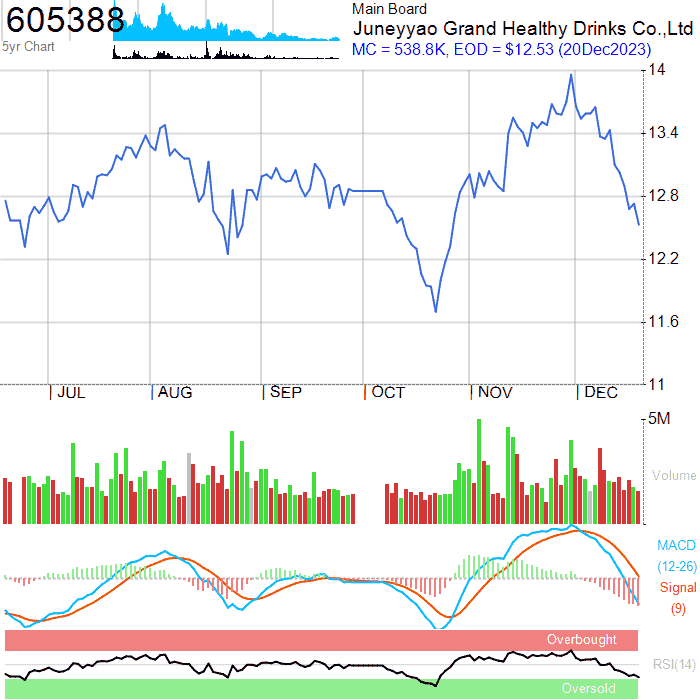 605388
5yr Chart
Main Board
Juneyyao Grand Healthy Drinks Co.,Ltd
MC = 538.8K, EOD = $12.53 (20Dec2023)
14
13.4
12.8
12.2
11.6
11
JUL AUG SEP OCT NOV DEC
5M
Volume
MACD
(12-26)
Signal
(9)
Overbought
RSI(14)
Oversold